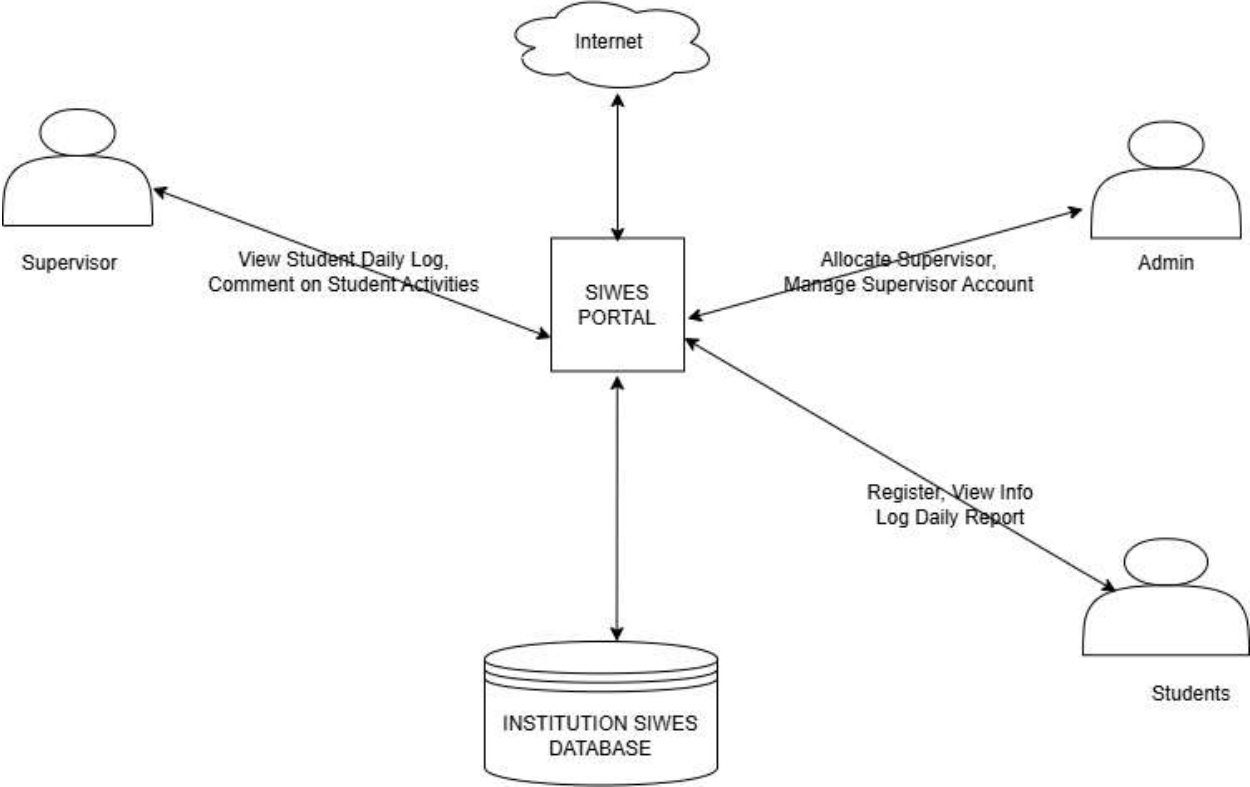 Internet
Supervisor
View Student Daily Log,
Comment on Student Activities
SIWES
PORTAL
Allocate Supervisor,
Manage Supervisor Account
Admin
Register, View Info
Log Daily Report
Students
INSTITUTION SIWES
DATABASE